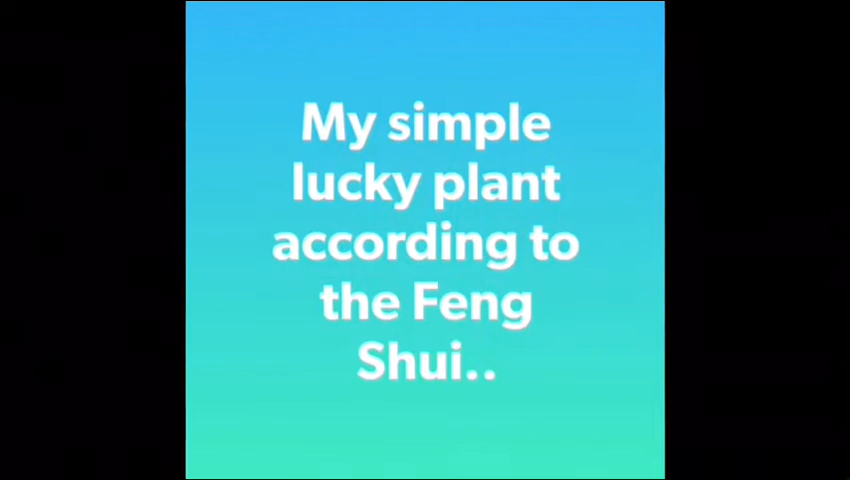 My simple
lucky plant
according to
the Feng
Shui..